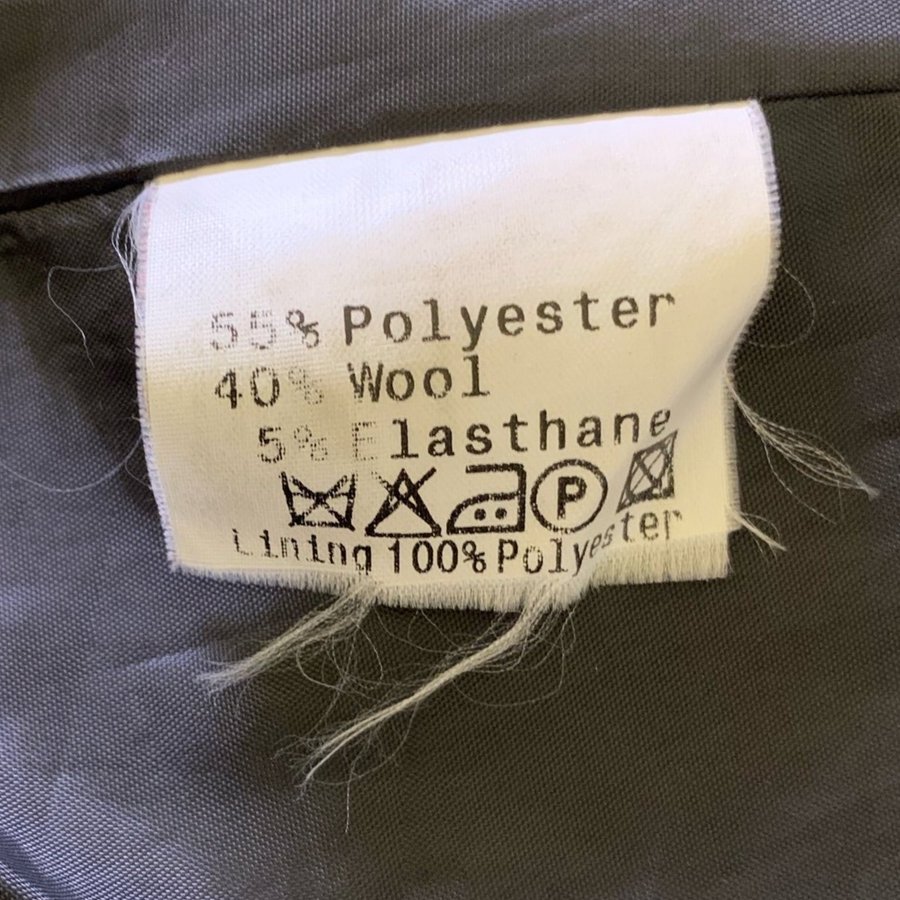 55% Polyester
40% Wool
5% Elasthane
P
Lining 100% Polyester